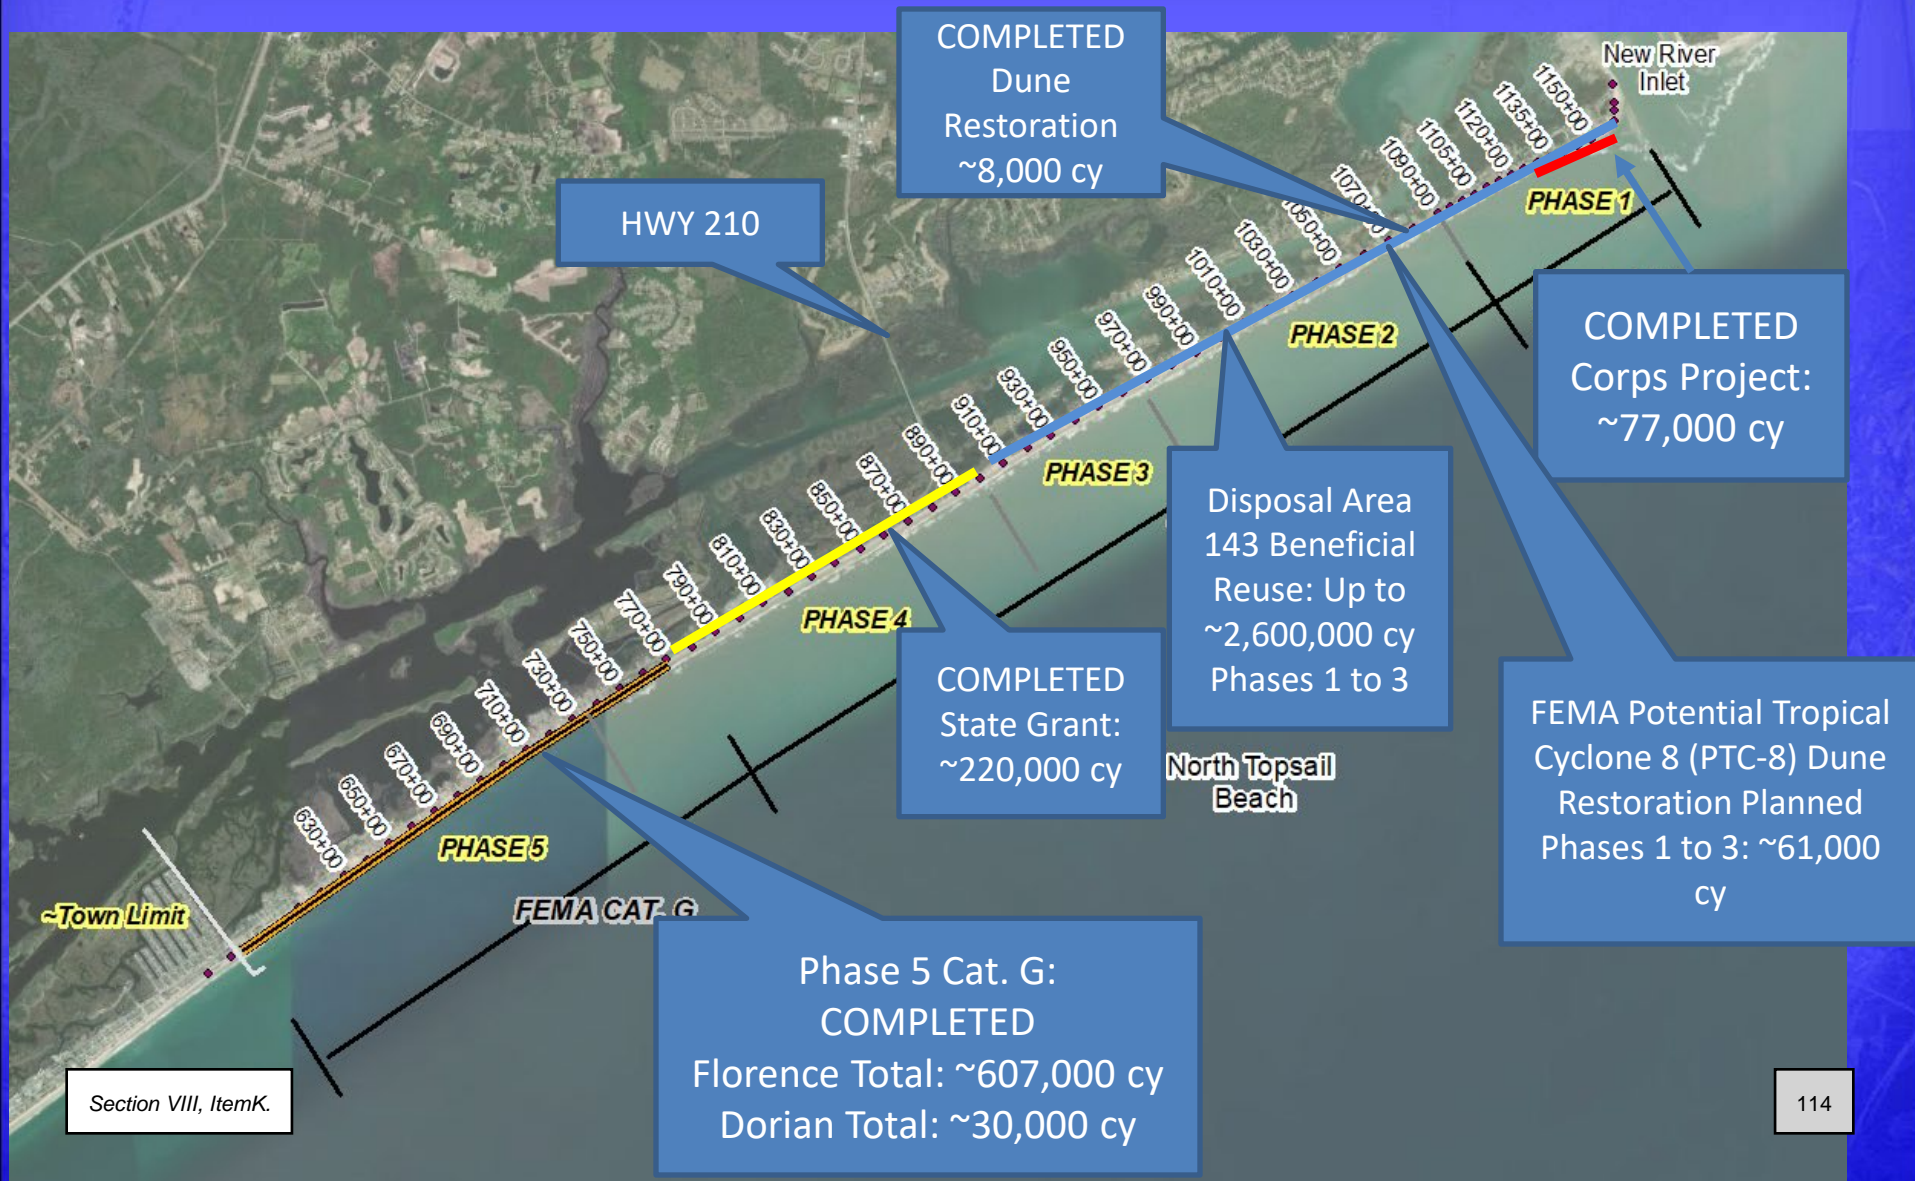 COMPLETED
Dune
Restoration
~8,000 cy
New River
Inlet
HWY 210
1150+00
1135+00
1120+00
1105+00
1090+00
1070+00
1050+00
1030+00
1010+00
990+00
970+00
950+00
930+00
910+00
890+00
870+00
850+00
830+00
810+00
790+00
770+00
750+00
730+00
710+00
690+00
670+00
650+00
630+00
PHASE 1
PHASE 2
PHASE 3
PHASE 4
PHASE 5
COMPLETED
Corps Project:
~77,000 cy
Disposal Area
143 Beneficial
Reuse: Up to
~2,600,000 cy
Phases 1 to 3
COMPLETED
State Grant:
~220,000 cy
North Topsail
Beach
FEMA Potential Tropical
Cyclone 8 (PTC-8) Dune
Restoration Planned
Phases 1 to 3: ~61,000
cy
~Town Limit
FEMA CAT. G
Phase 5 Cat. G:
COMPLETED
Florence Total: ~607,000 cy
Dorian Total: ~30,000 cy
Section VIII, ItemK.
114